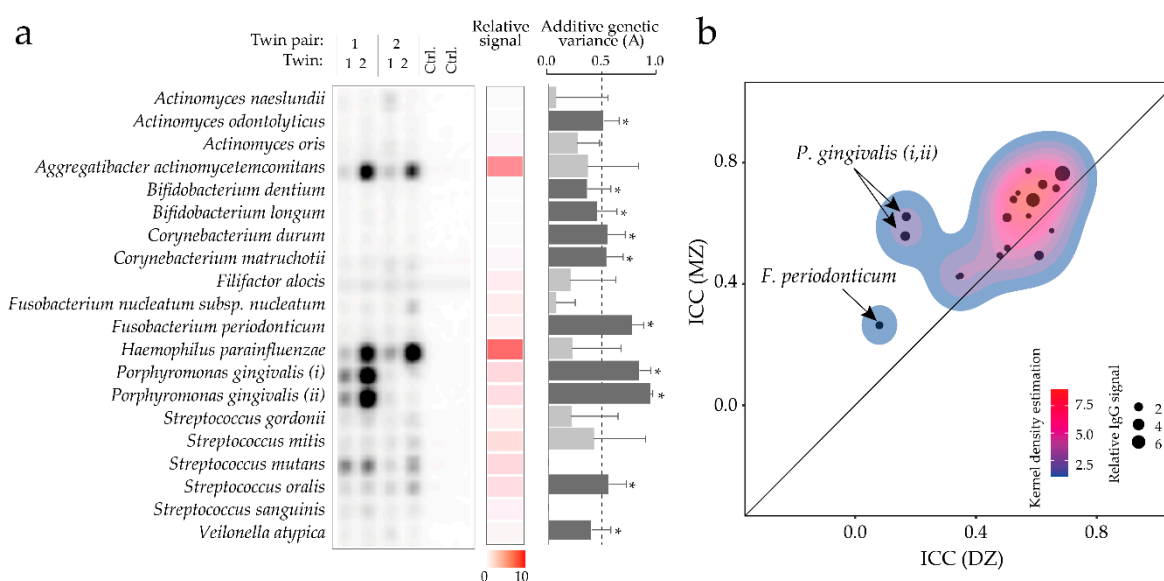 a
Twin pair: 1 2
Twin: 1 2 1 2 Ctrl. Ctrl.
Relative signal
Additive genetic variance (A)
0.0 0.5 1.0
Actinomyces naeslundii
Actinomyces odontolyticus *
Actinomyces oris
Aggregatibacter actinomycetemcomitans
Bifidobacterium dentium *
Bifidobacterium longum *
Corynebacterium durum *
Corynebacterium matruchotii *
Filifactor alocis
Fusobacterium nucleatum subsp. nucleatum
Fusobacterium periodonticum *
Haemophilus parainfluenzae
Porphyromonas gingivalis (i) *
Porphyromonas gingivalis (ii) *
Streptococcus gordonii
Streptococcus mitis
Streptococcus mutans
Streptococcus oralis *
Streptococcus sanguinis
Veilonella atypica *
0 10
b
ICC (MZ)
0.8
0.4
0.0
P. gingivalis (i,ii)
F. periodonticum
Kernel density estimation
7.5
5.0
2.5
Relative IgG signal
2
4
6
0.0 0.4 0.8
ICC (DZ)